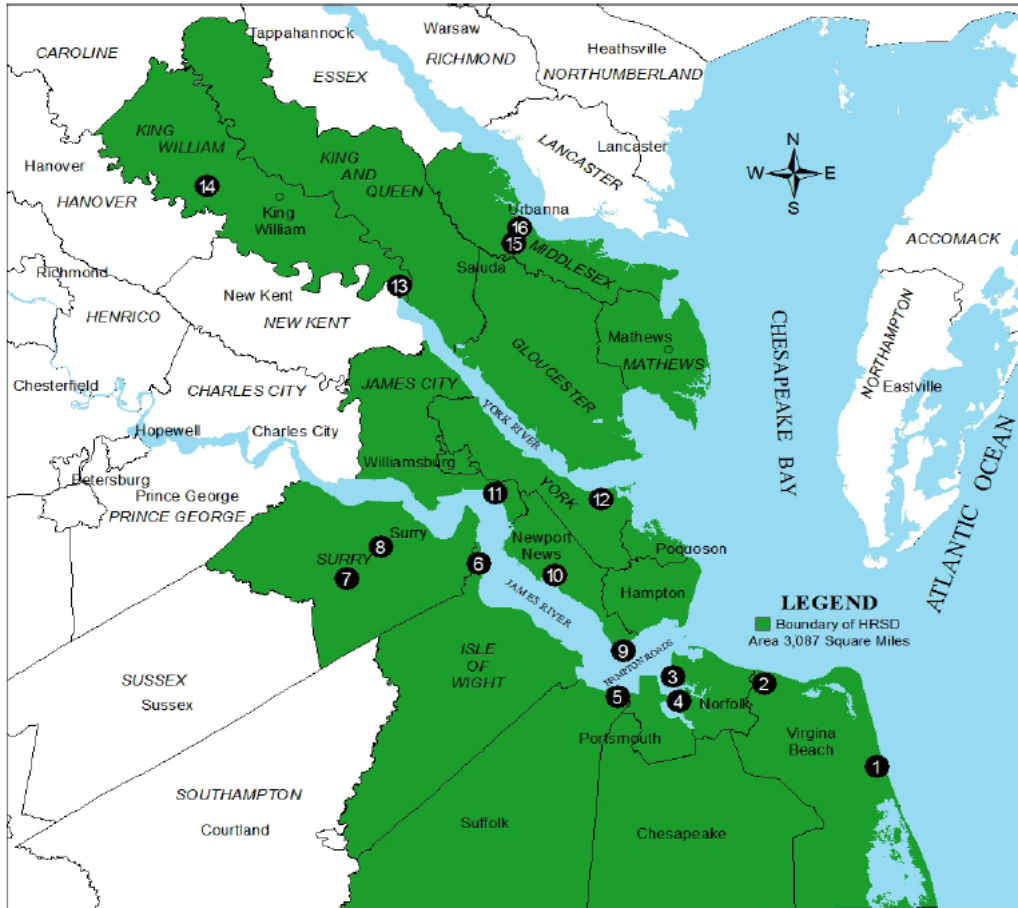 CAROLINE
Tappahannock
ESSEX
Warsaw
RICHMOND
Heathsville
NORTHUMBERLAND
KING
WILLIAM
KING
AND
QUEEN
LANCASTER
Lancaster
N
W
E
S
Hanover
HANOVER
14
King
William
Urbanna
16
15
MIDDLESEX
Saluda
ACCOMACK
Richmond
HENRICO
New Kent
NEW KENT
13
Mathews
MATHEWS
GLOUCESTER
CHESAPEAKE BAY
NORTHAMPTON
Eastville
ATLANTIC OCEAN
Chesterfield
CHARLES CITY
JAMES CITY
YORK RIVER
Hopewell
Charles City
Williamsburg
Petersburg
Prince George
PRINCE GEORGE
11
YORK
12
Surry
8
SURRY
7
6
Newport
News
10
Poquoson
JAMES RIVER
Hampton
LEGEND
Boundary of HRSD
Area 3,087 Square Miles
9
HAMPTON ROADS
ISLE
OF
WIGHT
3
2
5
4
Norfolk
Portsmouth
Virgina
Beach
1
SUSSEX
Sussex
SOUTHAMPTON
Courtland
Suffolk
Chesapeake